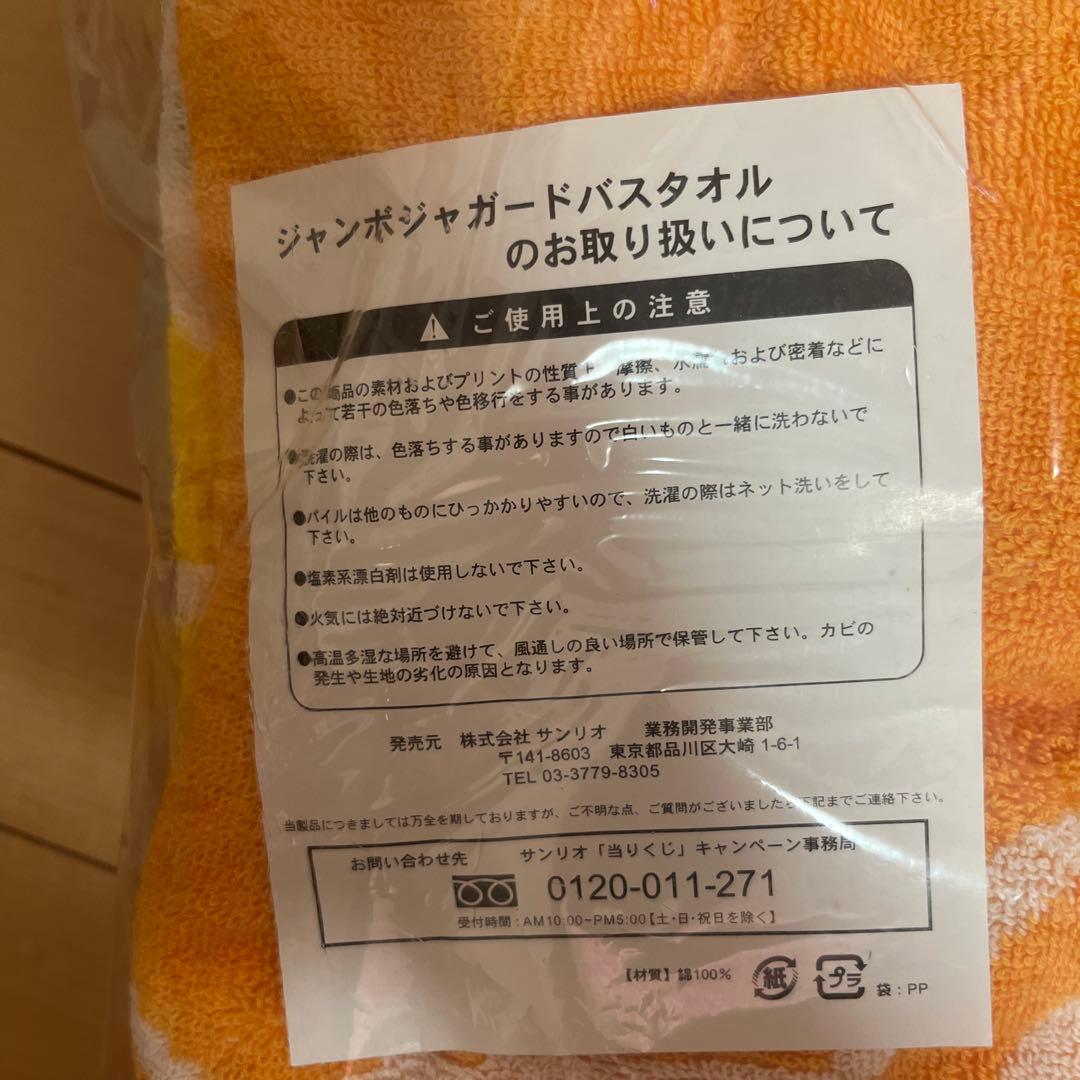 ジャンボジャガードバスタオル
のお取り扱いについて
ご使用上の注意
●この商品の素材およびプリントの性質上、摩擦、水濡れおよび密着などに
よって若干の色落ちや色移行をする事があります。
●洗濯の際は、色落ちする事がありますので白いものと一緒に洗わないで
下さい。
●パイルは他のものにひっかかりやすいので、洗濯の際はネット洗いをして
下さい。
●塩素系漂白剤は使用しないで下さい。
●火気には絶対近づけないで下さい。
●高温多湿な場所を避けて、風通しの良い場所で保管して下さい。カビの
発生や生地の劣化の原因となります。
発売元 株式会社 サンリオ 業務開発事業部
〒141-8603 東京都品川区大崎 1-6-1
TEL 03-3779-8305
当製品につきましては万全を期しておりますが、ご不明な点、ご質問がございましたら下記までご連絡下さい。
お問い合わせ先 サンリオ「当りくじ」キャンペーン事務局
0120-011-271
受付時間:AM10:00~PM5:00【土・日・祝日を除く】
【材質】綿100% 紙 プラ 袋:PP